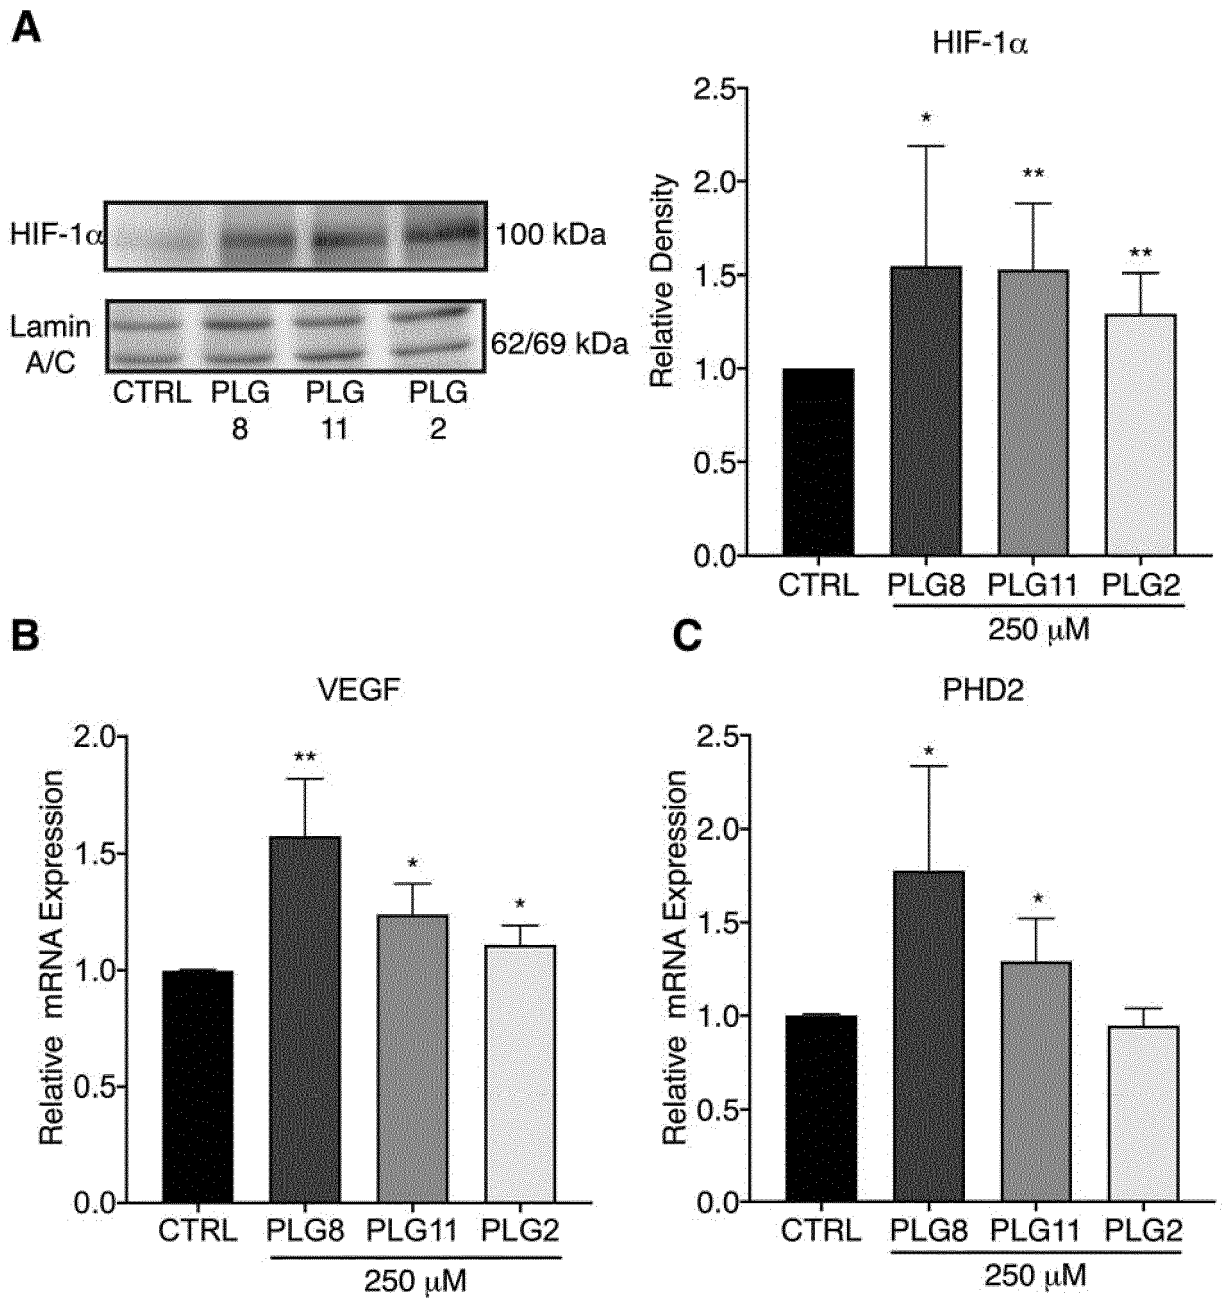 A
HIF-1α
100 kDa
Lamin
A/C
62/69 kDa
CTRL PLG PLG PLG
8 11 2
HIF-1α
Relative Density
2.5
2.0
1.5
1.0
0.5
0.0
*
**
**
CTRL PLG8 PLG11 PLG2
250 μM
B
VEGF
Relative mRNA Expression
2.0
1.5
1.0
0.5
0.0
**
*
*
CTRL PLG8 PLG11 PLG2
250 μM
C
PHD2
Relative mRNA Expression
2.5
2.0
1.5
1.0
0.5
0.0
*
*
CTRL PLG8 PLG11 PLG2
250 μM